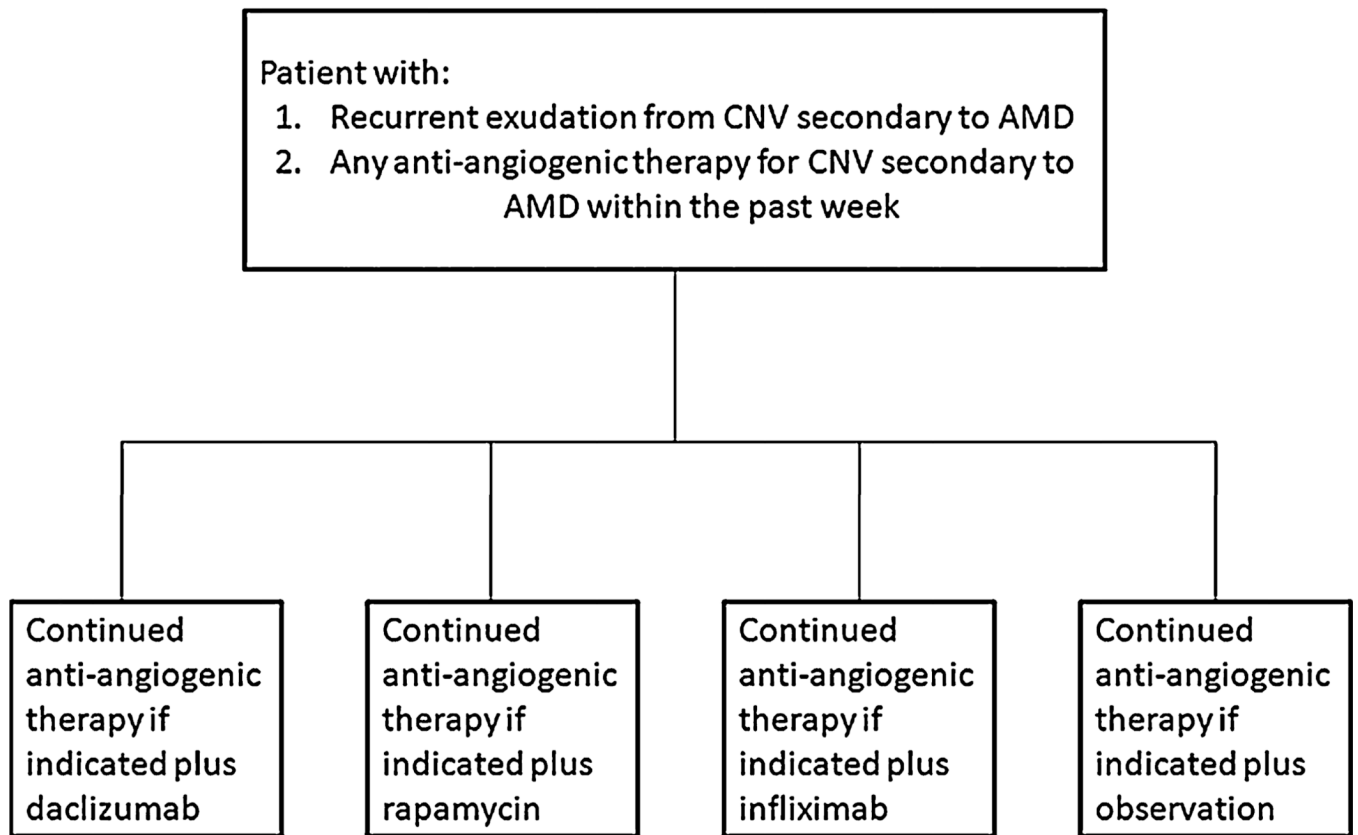 Patient with:
1. Recurrent exudation from CNV secondary to AMD
2. Any anti-angiogenic therapy for CNV secondary to
AMD within the past week
Continued
anti-angiogenic
therapy if
indicated plus
daclizumab
Continued
anti-angiogenic
therapy if
indicated plus
rapamycin
Continued
anti-angiogenic
therapy if
indicated plus
infliximab
Continued
anti-angiogenic
therapy if
indicated plus
observation